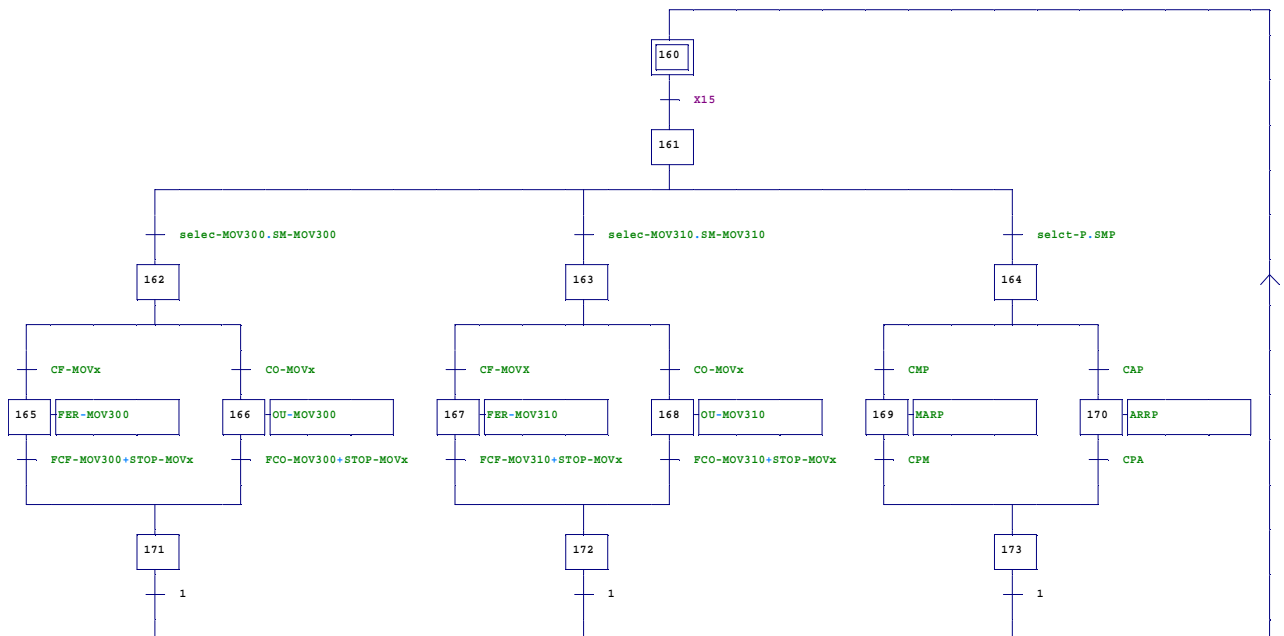 160
X15
161
selec-MOV300.SM-MOV300 selec-MOV310.SM-MOV310 selct-P.SMP
162 163 164
CF-MOVx CO-MOVx CF-MOVX CO-MOVx CMP CAP
165 FER-MOV300 166 OU-MOV300 167 FER-MOV310 168 OU-MOV310 169 MARP 170 ARRP
FCF-MOV300+STOP-MOVx FCO-MOV300+STOP-MOVx FCF-MOV310+STOP-MOVx FCO-MOV310+STOP-MOVx CPM CPA
171 172 173
1 1 1